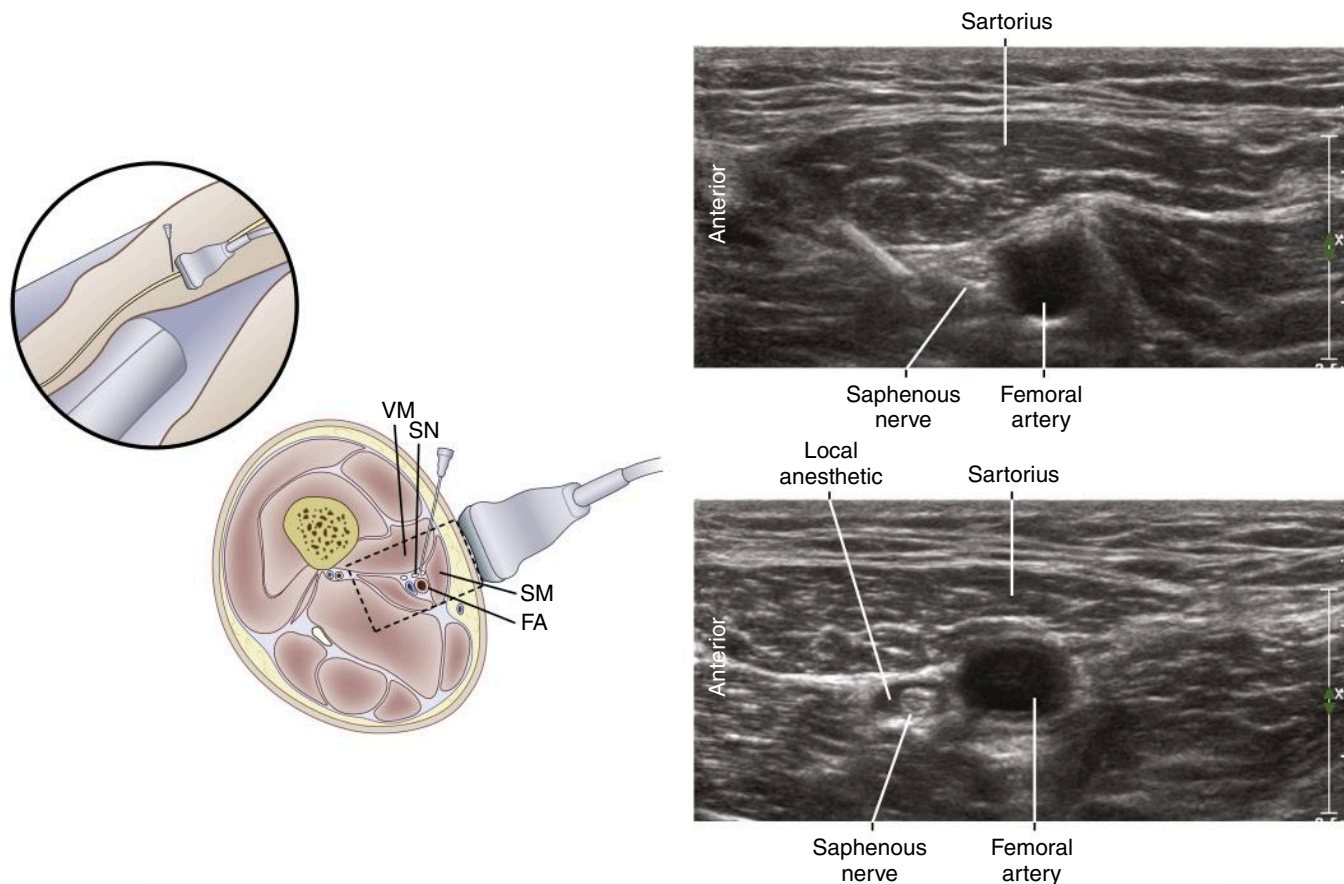 VM
SN
SM
FA
Sartorius
Anterior
Saphenous
nerve
Femoral
artery
Local
anesthetic
Sartorius
Anterior
Saphenous
nerve
Femoral
artery
x
x